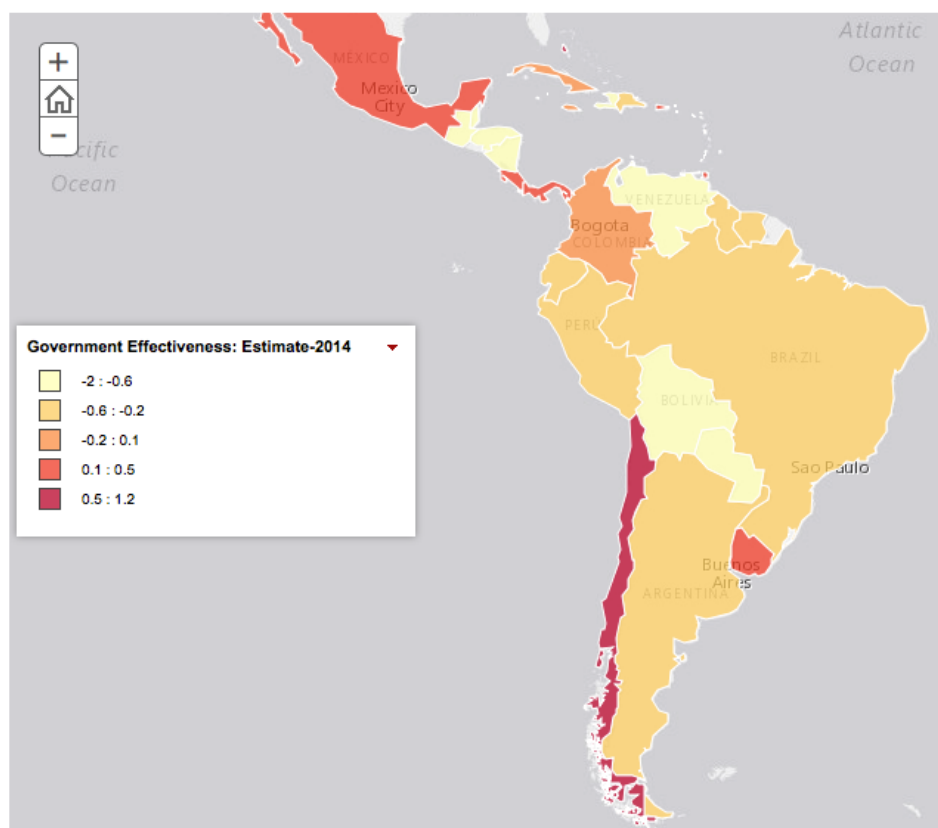 Atlantic
Ocean
MEXICO
Mexico
City
+
−
Pacific
Ocean
VENEZUELA
Bogota
COLOMBIA
PERU
BRAZIL
BOLIVIA
Sao Paulo
Buenos
Aires
ARGENTINA
Government Effectiveness: Estimate-2014
-2 : -0.6
-0.6 : -0.2
-0.2 : 0.1
0.1 : 0.5
0.5 : 1.2